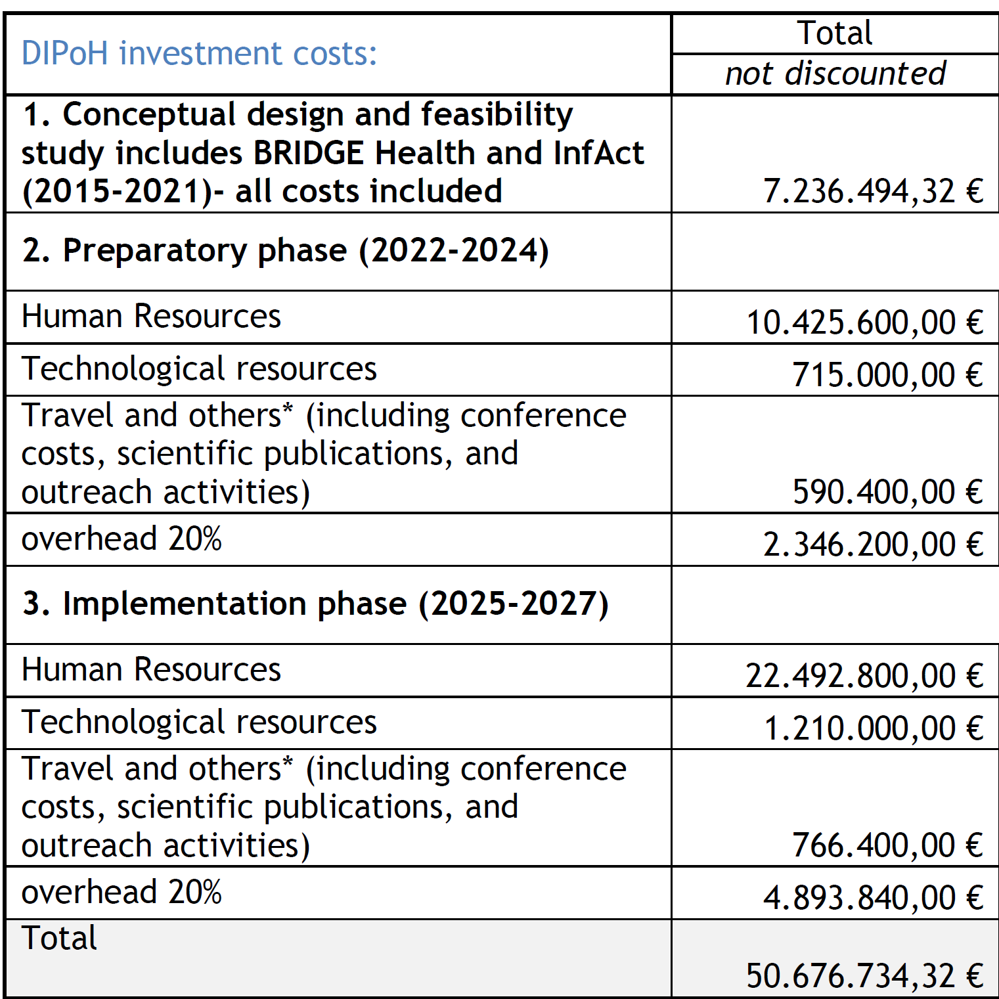 DIPoH investment costs:
Total
not discounted
1. Conceptual design and feasibility
study includes BRIDGE Health and InfAct
(2015-2021)- all costs included
7.236.494,32 €
2. Preparatory phase (2022-2024)
Human Resources
10.425.600,00 €
Technological resources
715.000,00 €
Travel and others* (including conference
costs, scientific publications, and
outreach activities)
590.400,00 €
overhead 20%
2.346.200,00 €
3. Implementation phase (2025-2027)
Human Resources
22.492.800,00 €
Technological resources
1.210.000,00 €
Travel and others* (including conference
costs, scientific publications, and
outreach activities)
766.400,00 €
overhead 20%
4.893.840,00 €
Total
50.676.734,32 €